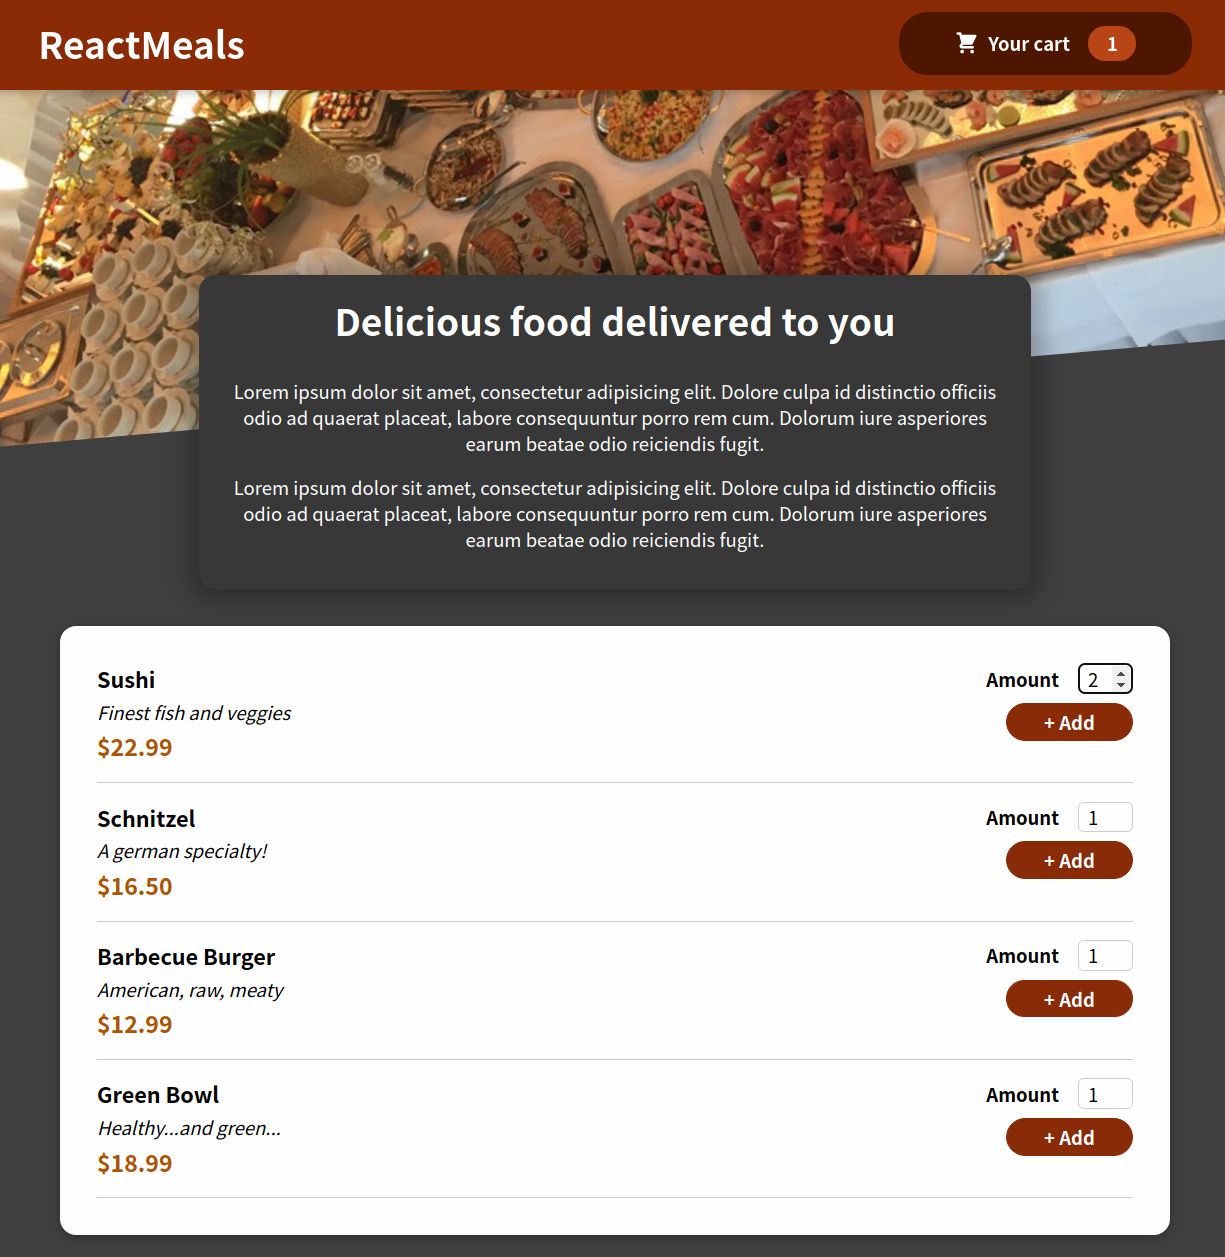 ReactMeals
Your cart 1
Delicious food delivered to you
Lorem ipsum dolor sit amet, consectetur adipisicing elit. Dolore culpa id distinctio officiis
odio ad quaerat placeat, labore consequuntur porro rem cum. Dolorum iure asperiores
earum beatae odio reiciendis fugit.
Lorem ipsum dolor sit amet, consectetur adipisicing elit. Dolore culpa id distinctio officiis
odio ad quaerat placeat, labore consequuntur porro rem cum. Dolorum iure asperiores
earum beatae odio reiciendis fugit.
Sushi
Finest fish and veggies
$22.99
Amount 2
+ Add
Schnitzel
A german specialty!
$16.50
Amount 1
+ Add
Barbecue Burger
American, raw, meaty
$12.99
Amount 1
+ Add
Green Bowl
Healthy...and green...
$18.99
Amount 1
+ Add